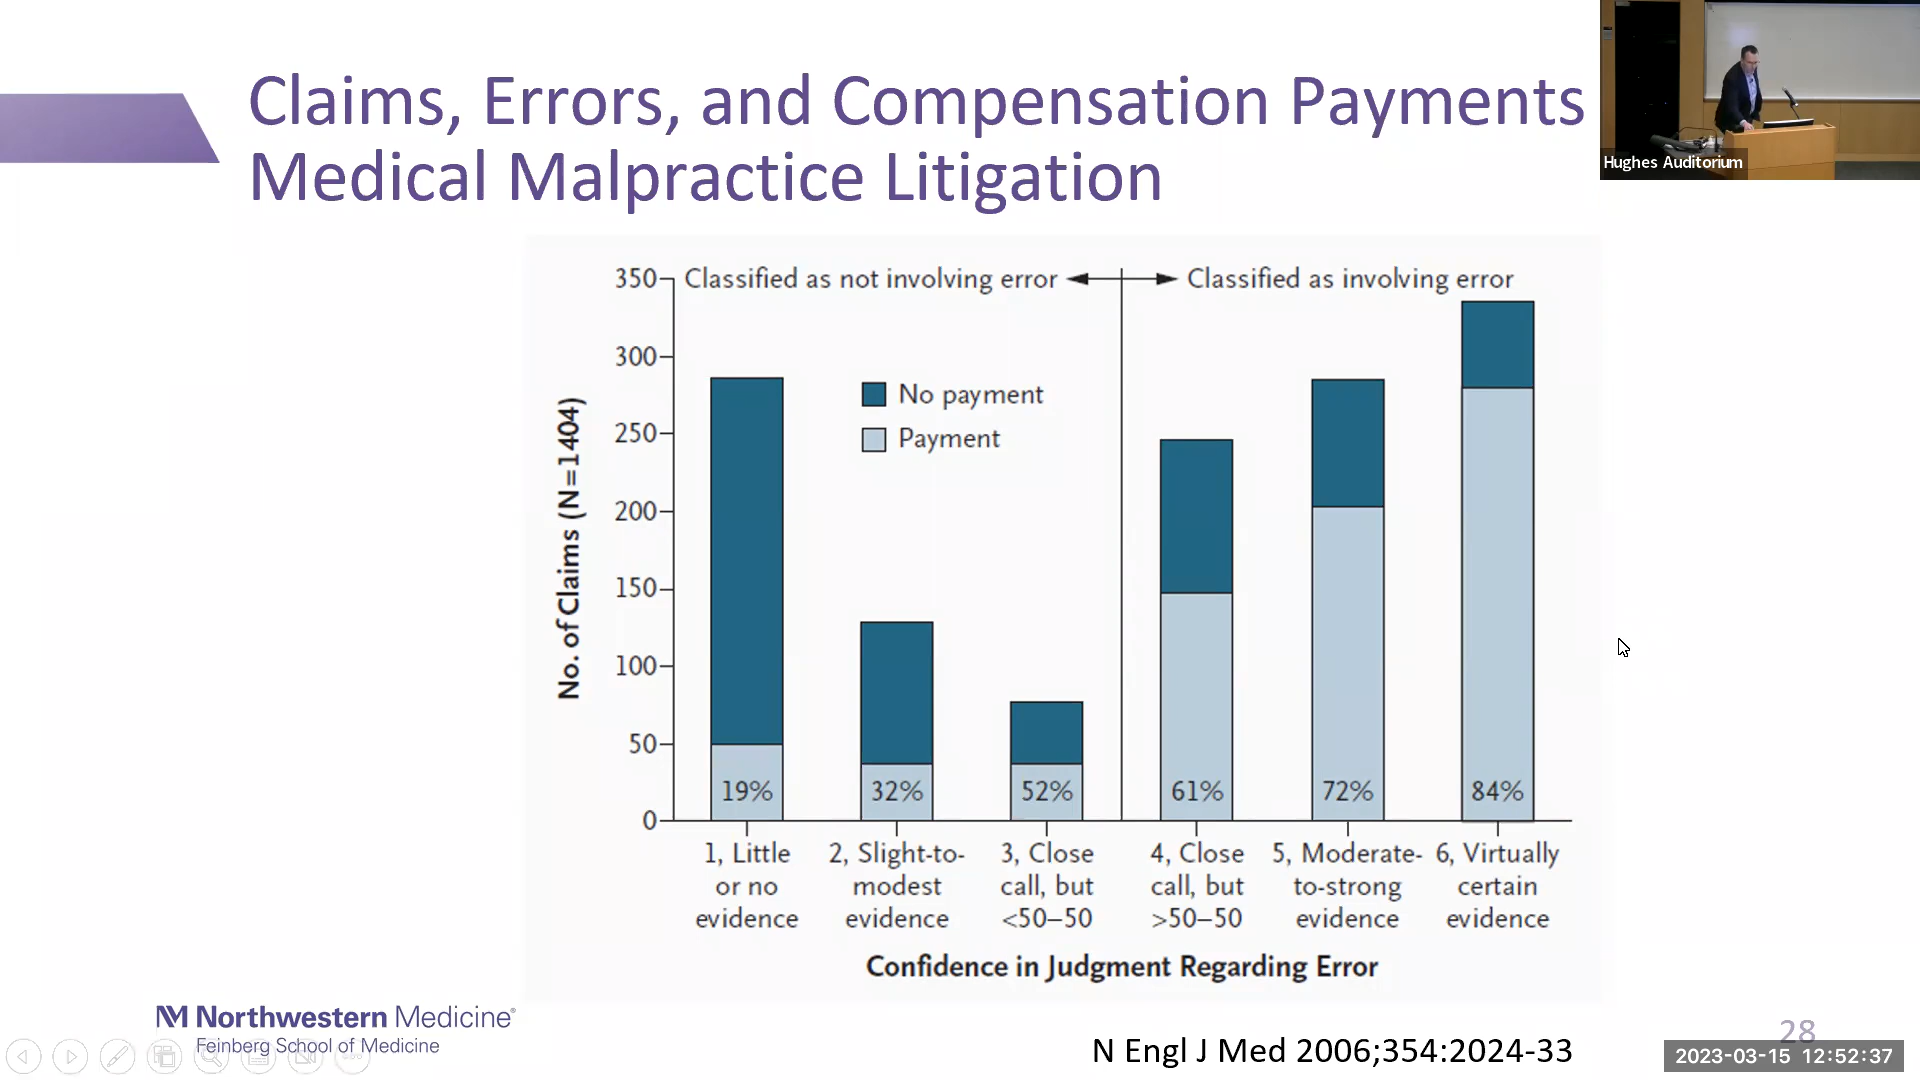 Claims, Errors, and Compensation Payments
Medical Malpractice Litigation
Hughes Auditorium
350
Classified as not involving error
Classified as involving error
300
250
200
150
100
50
0
No. of Claims (N=1404)
No payment
Payment
19%
32%
52%
61%
72%
84%
1, Little
or no
evidence
2, Slight-to-
modest
evidence
3, Close
call, but
<50–50
4, Close
call, but
>50–50
5, Moderate-
to-strong
evidence
6, Virtually
certain
evidence
Confidence in Judgment Regarding Error
NM Northwestern Medicine®
Feinberg School of Medicine
N Engl J Med 2006;354:2024-33
28
2023-03-15 12:52:37